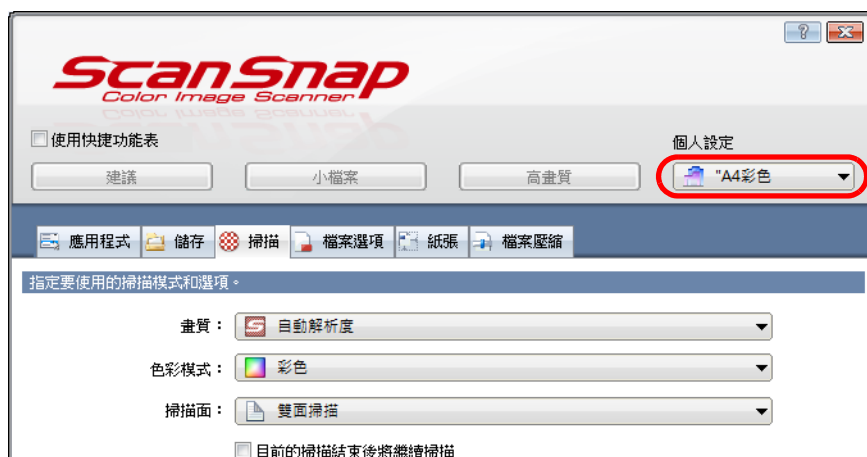 ScanSnap
Color Image Scanner
使用快捷功能表
個人設定
建議 小檔案 高畫質 "A4彩色
應用程式 儲存 掃描 檔案選項 紙張 檔案壓縮
指定要使用的掃描模式和選項。
畫質： 自動解析度
色彩模式： 彩色
掃描面： 雙面掃描
目前的掃描結束後將繼續掃描